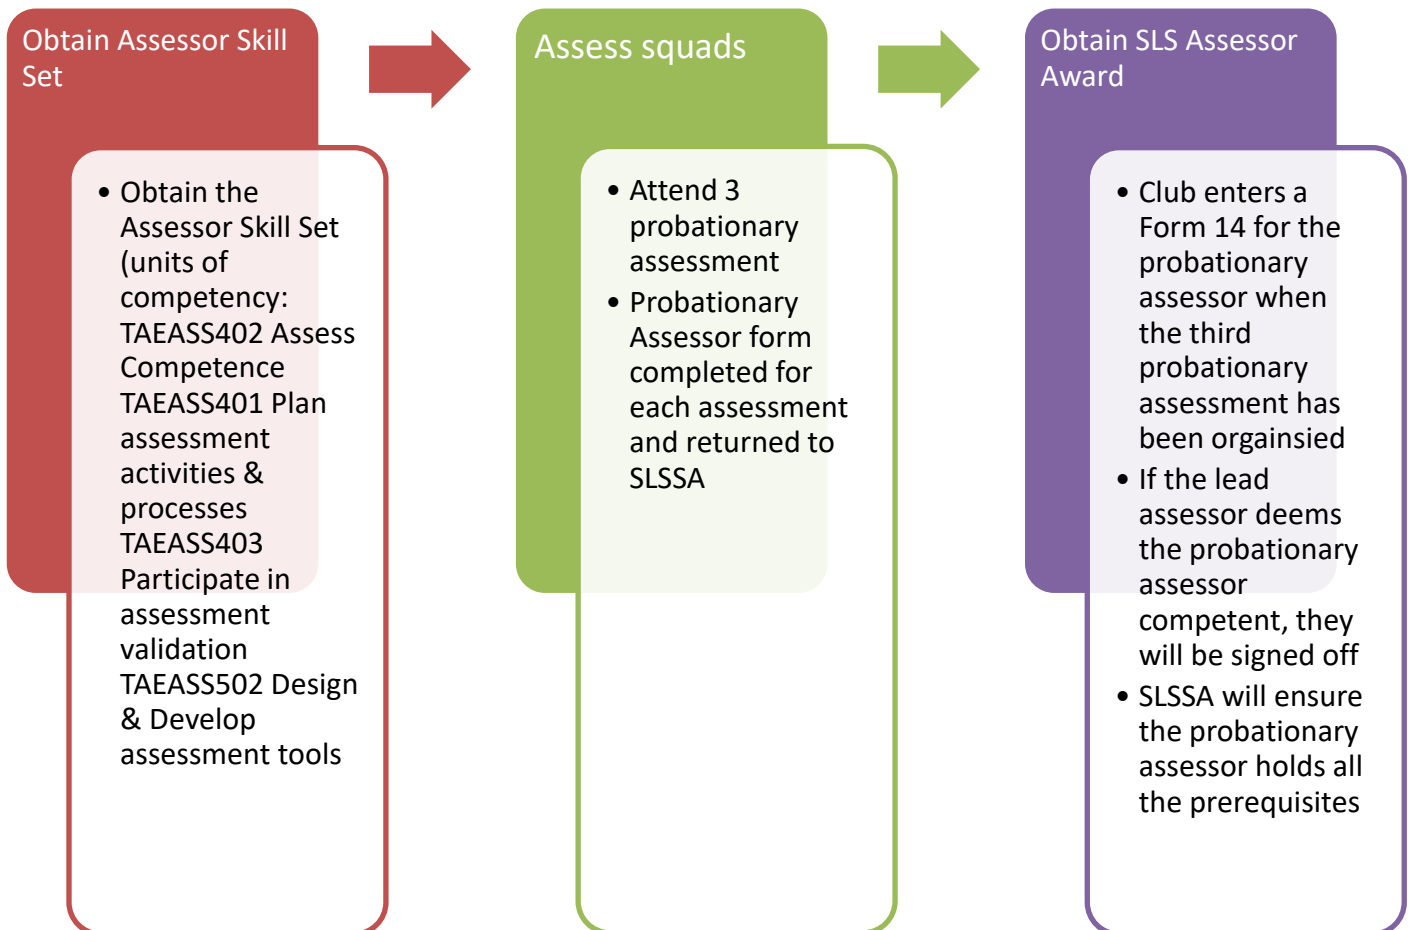 Obtain Assessor Skill
Set
• Obtain the
Assessor Skill Set
(units of
competency:
TAEASS402 Assess
Competence
TAEASS401 Plan
assessment
activities &
processes
TAEASS403
Participate in
assessment
validation
TAEASS502 Design
& Develop
assessment tools
Assess squads
• Attend 3
probationary
assessment
• Probationary
Assessor form
completed for
each assessment
and returned to
SLSSA
Obtain SLS Assessor
Award
• Club enters a
Form 14 for the
probationary
assessor when
the third
probationary
assessment has
been orgainsied
• If the lead
assessor deems
the probationary
assessor
competent, they
will be signed off
• SLSSA will ensure
the probationary
assessor holds all
the prerequisites